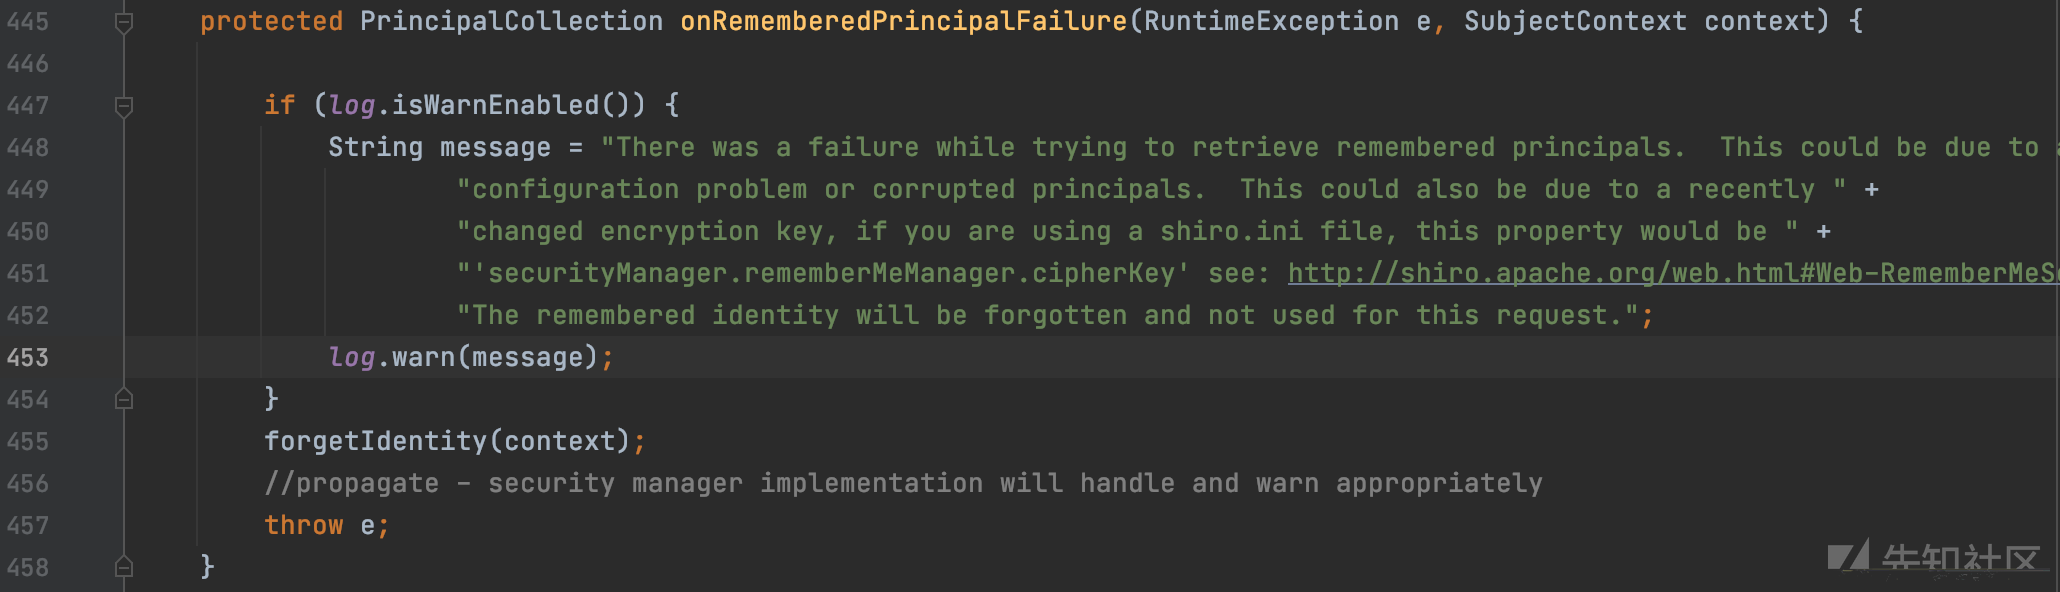 445 protected PrincipalCollection onRememberedPrincipalFailure(RuntimeException e, SubjectContext context) {
446
447 if (log.isWarnEnabled()) {
448 String message = "There was a failure while trying to retrieve remembered principals.  This could be due to a
449 "configuration problem or corrupted principals.  This could also be due to a recently " +
450 "changed encryption key, if you are using a shiro.ini file, this property would be " +
451 "'securityManager.rememberMeManager.cipherKey' see: http://shiro.apache.org/web.html#Web-RememberMeSe
452 "The remembered identity will be forgotten and not used for this request.";
453 log.warn(message);
454 }
455 forgetIdentity(context);
456 //propagate - security manager implementation will handle and warn appropriately
457 throw e;
458 }
先知社区